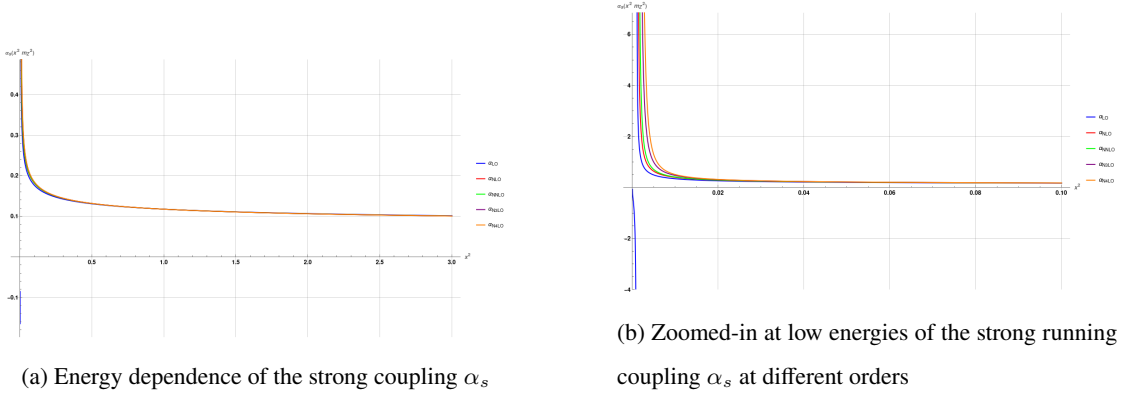 αs(x² mZ²)
0.4
0.3
0.2
0.1
-0.1
0.5
1.0
1.5
2.0
2.5
3.0
x²
αLO
αNLO
αNNLO
αN3LO
αN4LO
(a) Energy dependence of the strong coupling αs
αs(x² mZ²)
6
4
2
-2
-4
0.02
0.04
0.06
0.08
0.10
x²
αLO
αNLO
αNNLO
αN3LO
αN4LO
(b) Zoomed-in at low energies of the strong running
coupling αs at different orders